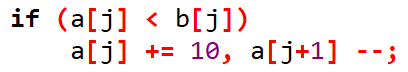 if (a[j] < b[j])
    a[j] += 10, a[j+1] --;